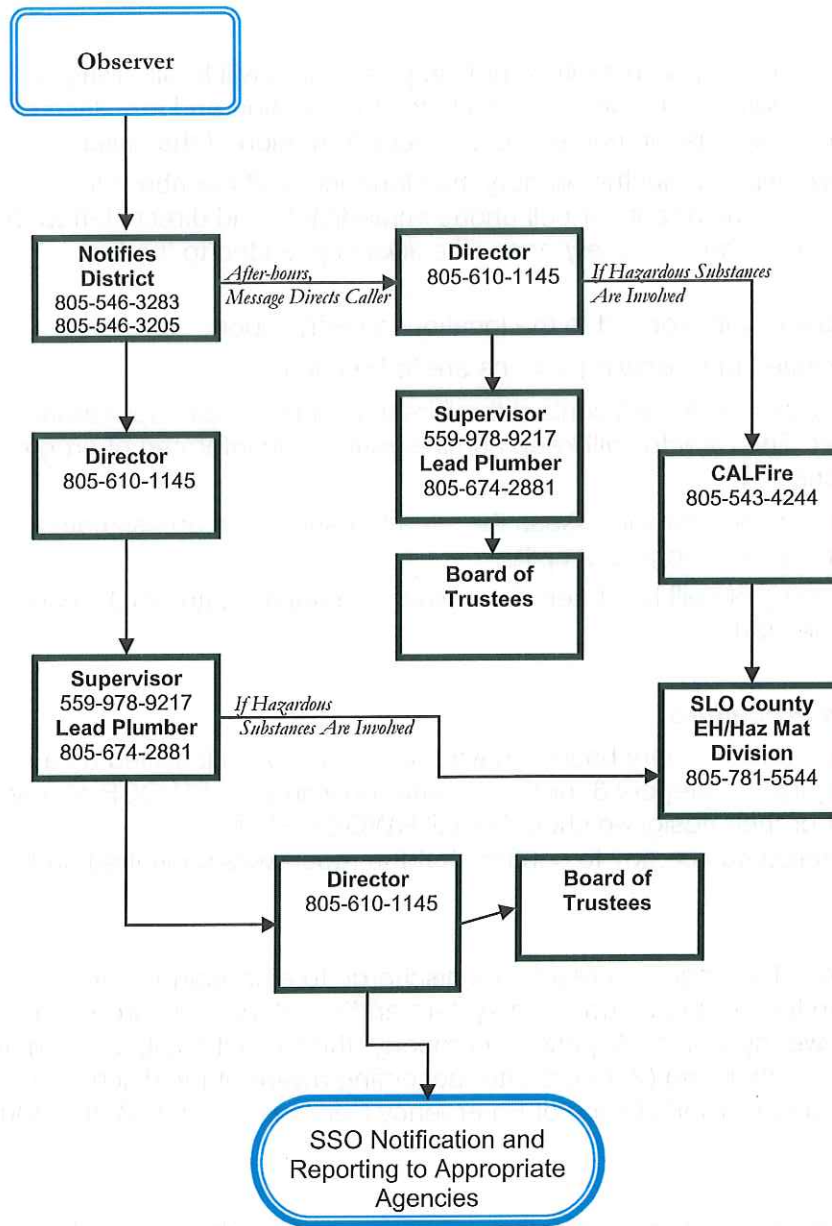 Observer
Notifies
District
805-546-3283
805-546-3205
After-hours,
Message Directs Caller
Director
805-610-1145
If Hazardous Substances
Are Involved
Director
805-610-1145
Supervisor
559-978-9217
Lead Plumber
805-674-2881
CALFire
805-543-4244
Board of
Trustees
Supervisor
559-978-9217
Lead Plumber
805-674-2881
If Hazardous
Substances Are Involved
SLO County
EH/Haz Mat
Division
805-781-5544
Director
805-610-1145
Board of
Trustees
SSO Notification and
Reporting to Appropriate
Agencies